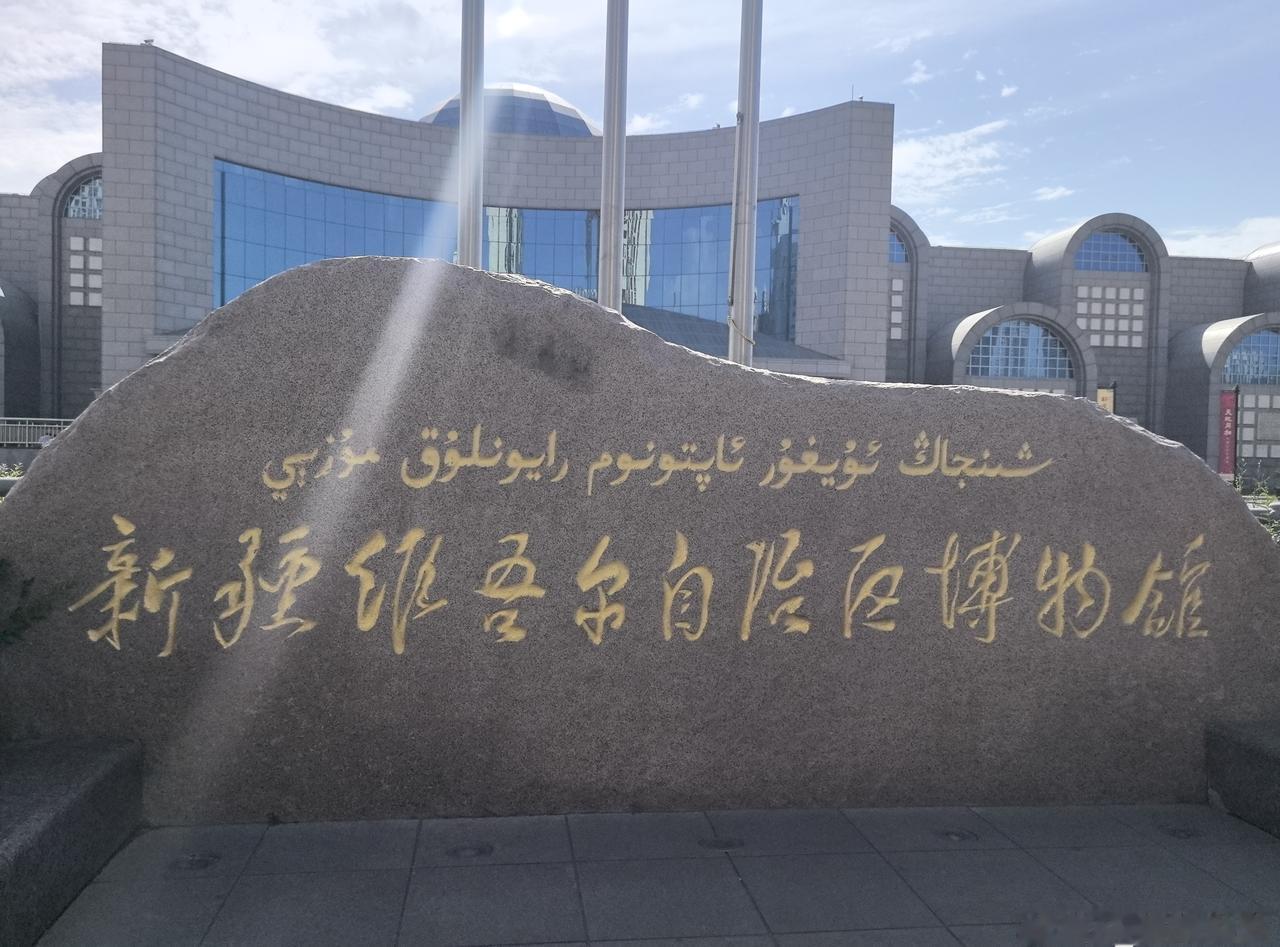 شىنجاڭ ئۇيغۇر ئاپتونوم رايونلۇق مۇزېيى
新疆维吾尔自治区博物馆